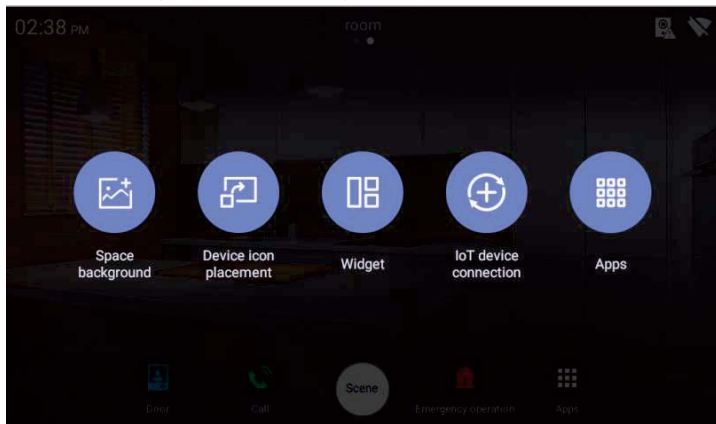 02:38 PM
room
Space
background
Device icon
placement
Widget
IoT device
connection
Apps
Door
Call
Scene
Emergency operation
Apps